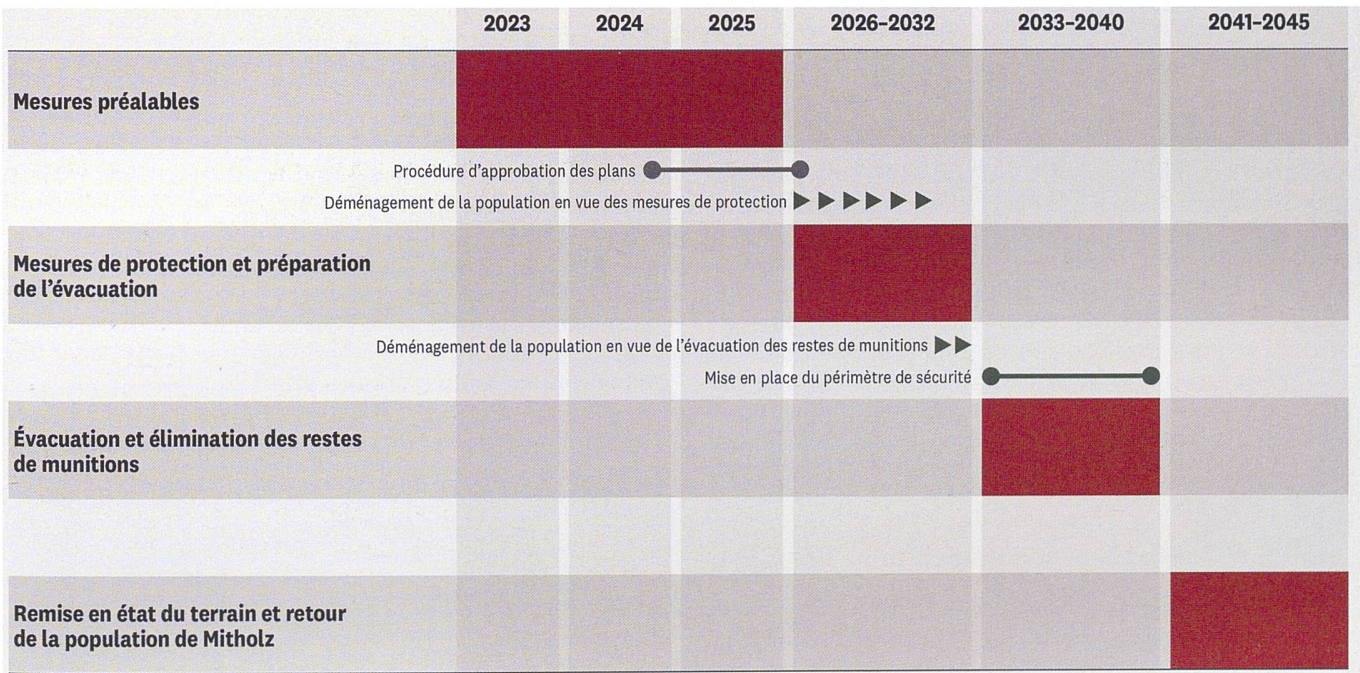 2023 2024 2025 2026–2032 2033–2040 2041–2045
Mesures préalables
Procédure d’approbation des plans
Déménagement de la population en vue des mesures de protection
Mesures de protection et préparation
de l’évacuation
Déménagement de la population en vue de l’évacuation des restes de munitions
Mise en place du périmètre de sécurité
Évacuation et élimination des restes
de munitions
Remise en état du terrain et retour
de la population de Mitholz